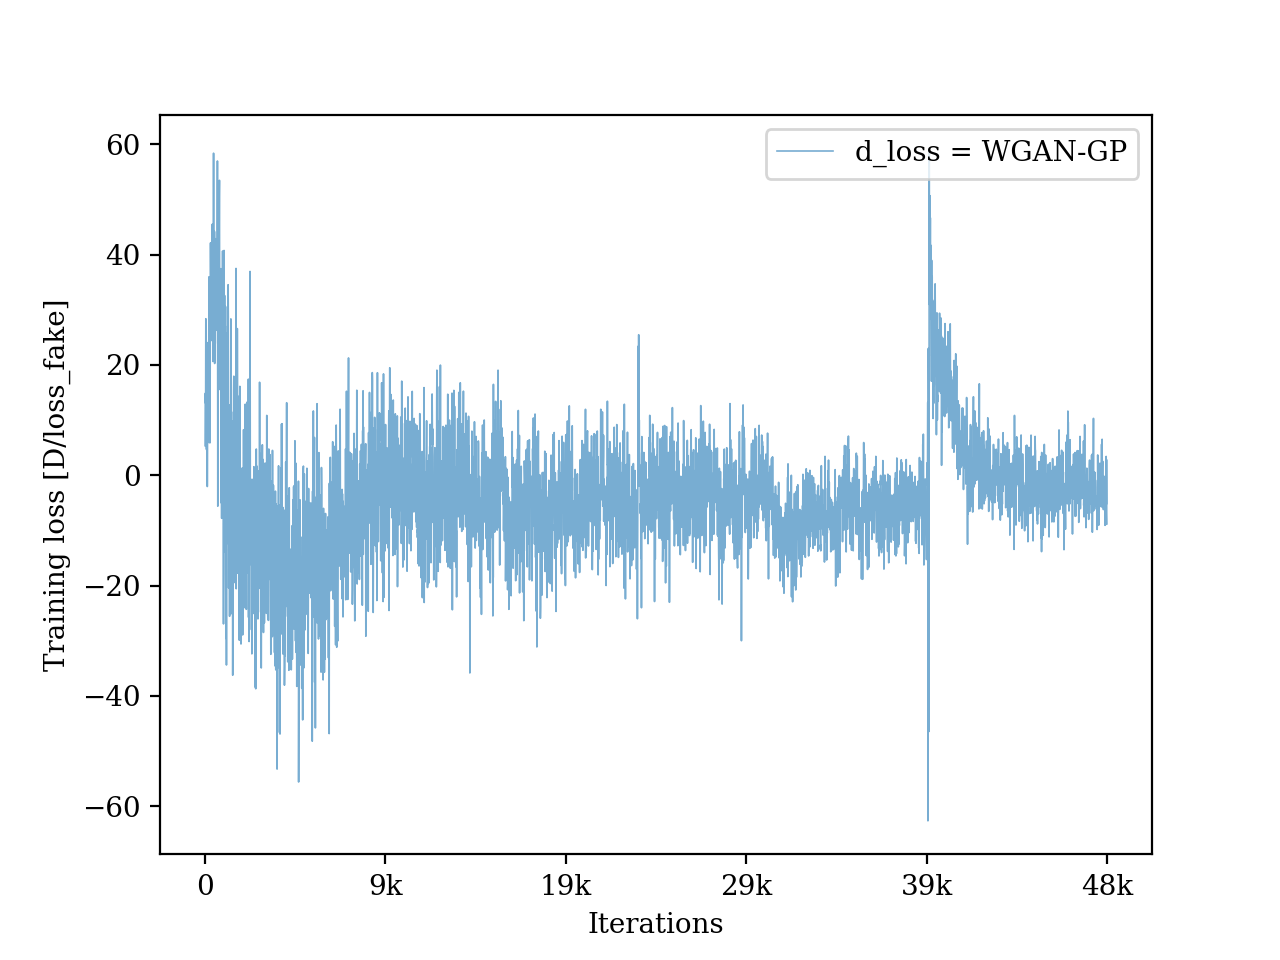 d_loss = WGAN-GP
60
40
20
0
−20
−40
−60
Training loss [D/loss_fake]
0 9k 19k 29k 39k 48k
Iterations